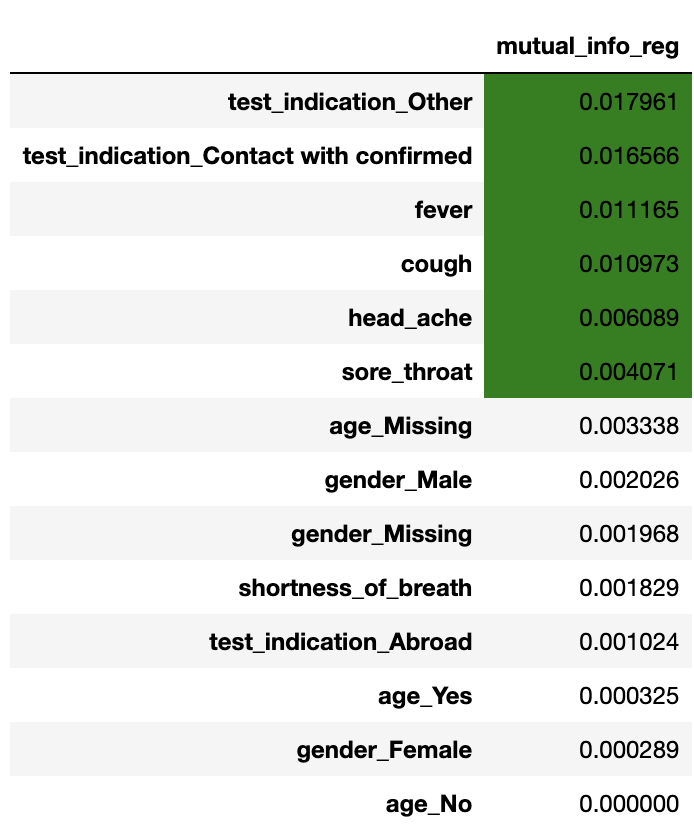 mutual_info_reg
test_indication_Other 0.017961
test_indication_Contact with confirmed 0.016566
fever 0.011165
cough 0.010973
head_ache 0.006089
sore_throat 0.004071
age_Missing 0.003338
gender_Male 0.002026
gender_Missing 0.001968
shortness_of_breath 0.001829
test_indication_Abroad 0.001024
age_Yes 0.000325
gender_Female 0.000289
age_No 0.000000